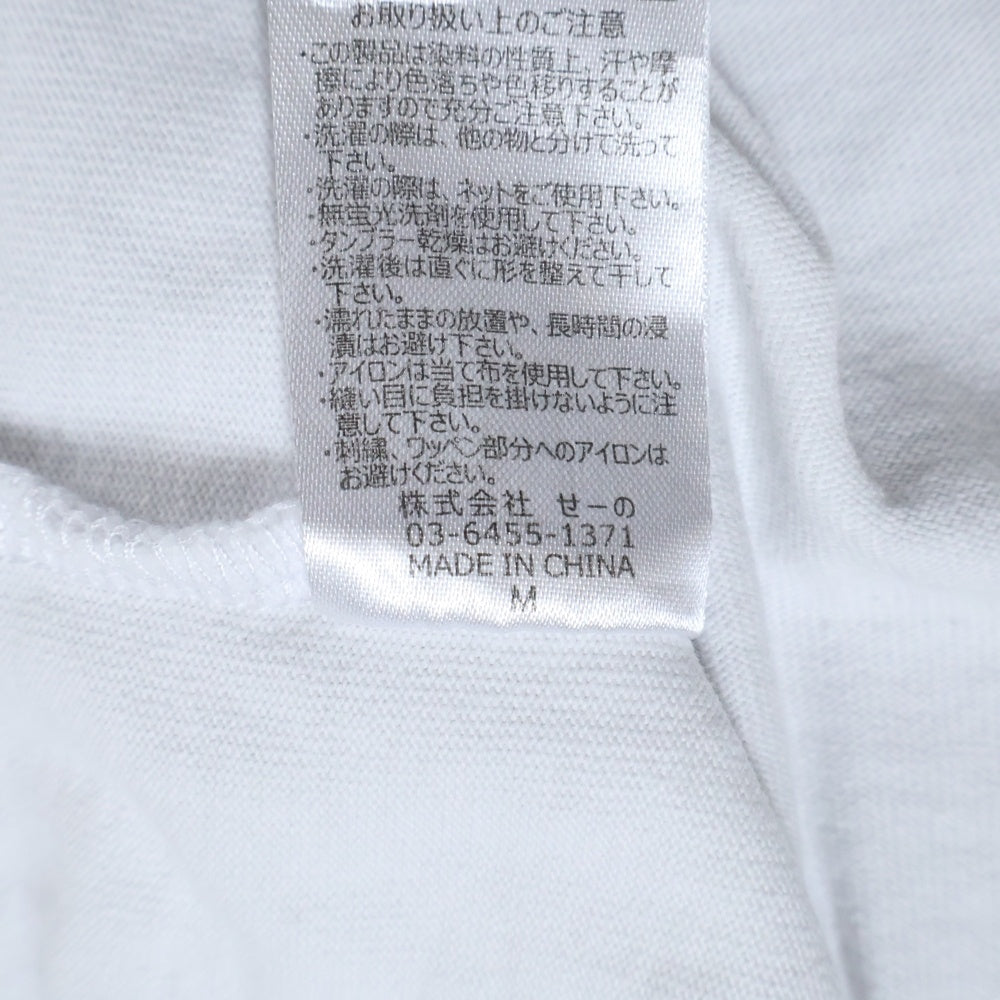 お取り扱い上のご注意
・この製品は染料の性質上、汗や摩
擦により色落ちや色移りすることが
ありますので充分ご注意下さい。
・洗濯の際は、他の物と分けて洗って
下さい。
・洗濯の際は、ネットをご使用下さい。
・無蛍光洗剤を使用して下さい。
・タンブラー乾燥はお避けください。
・洗濯後は直ぐに形を整えて干して
下さい。
・濡れたままの放置や、長時間の浸
漬はお避け下さい。
・アイロンは当て布を使用して下さい。
・縫い目に負担を掛けないように注
意して下さい。
・刺繍、ワッペン部分へのアイロンは
お避けください。
株式会社 せーの
03-6455-1371
MADE IN CHINA
M